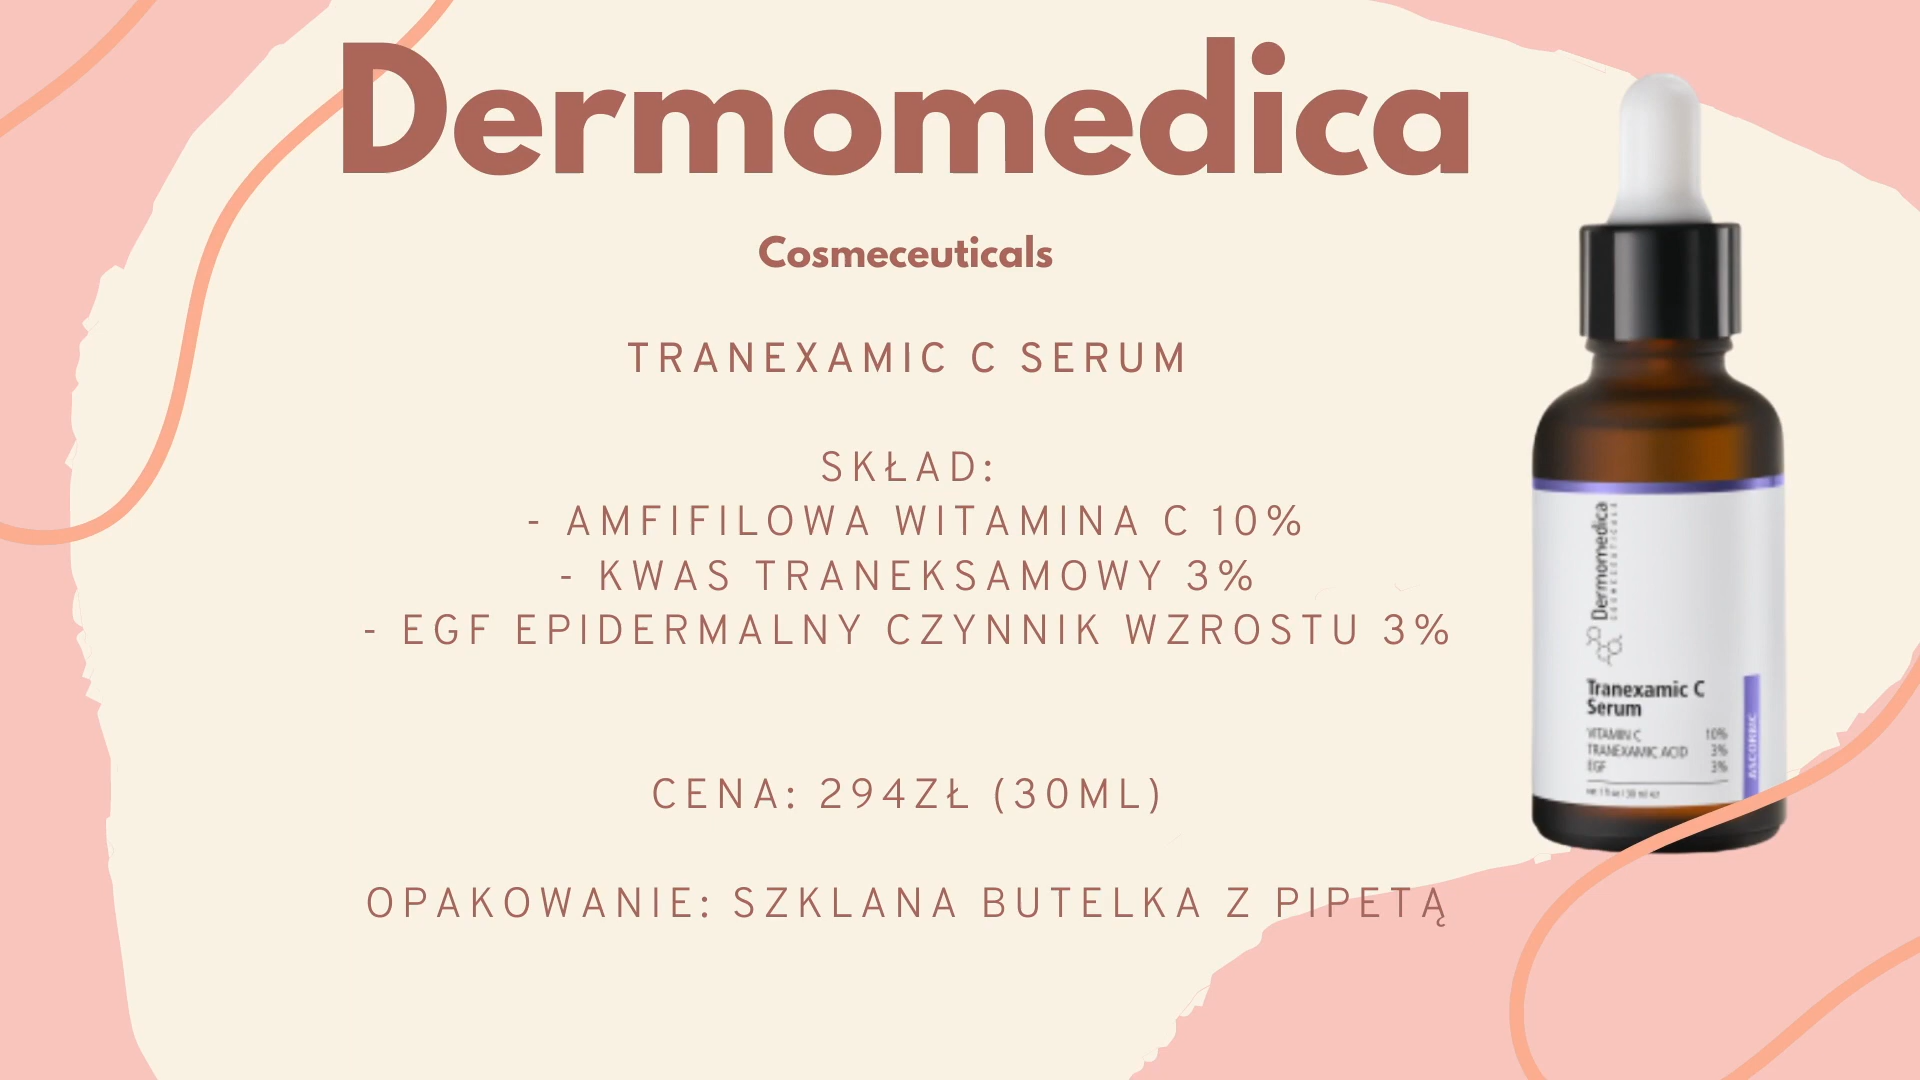 Dermomedica
Cosmeceuticals
TRANEXAMIC C SERUM
SKŁAD:
- AMFIFILOWA WITAMINA C 10%
- KWAS TRANEKSAMOWY 3%
- EGF EPIDERMALNY CZYNNIK WZROSTU 3%
CENA: 294ZŁ (30ML)
OPAKOWANIE: SZKLANA BUTELKA Z PIPETĄ
Dermomedica
COSMECEUTICALS
Tranexamic C
Serum
VITAMIN C 10%
TRANEXAMIC ACID 3%
EGF 3%
ASCORBIC